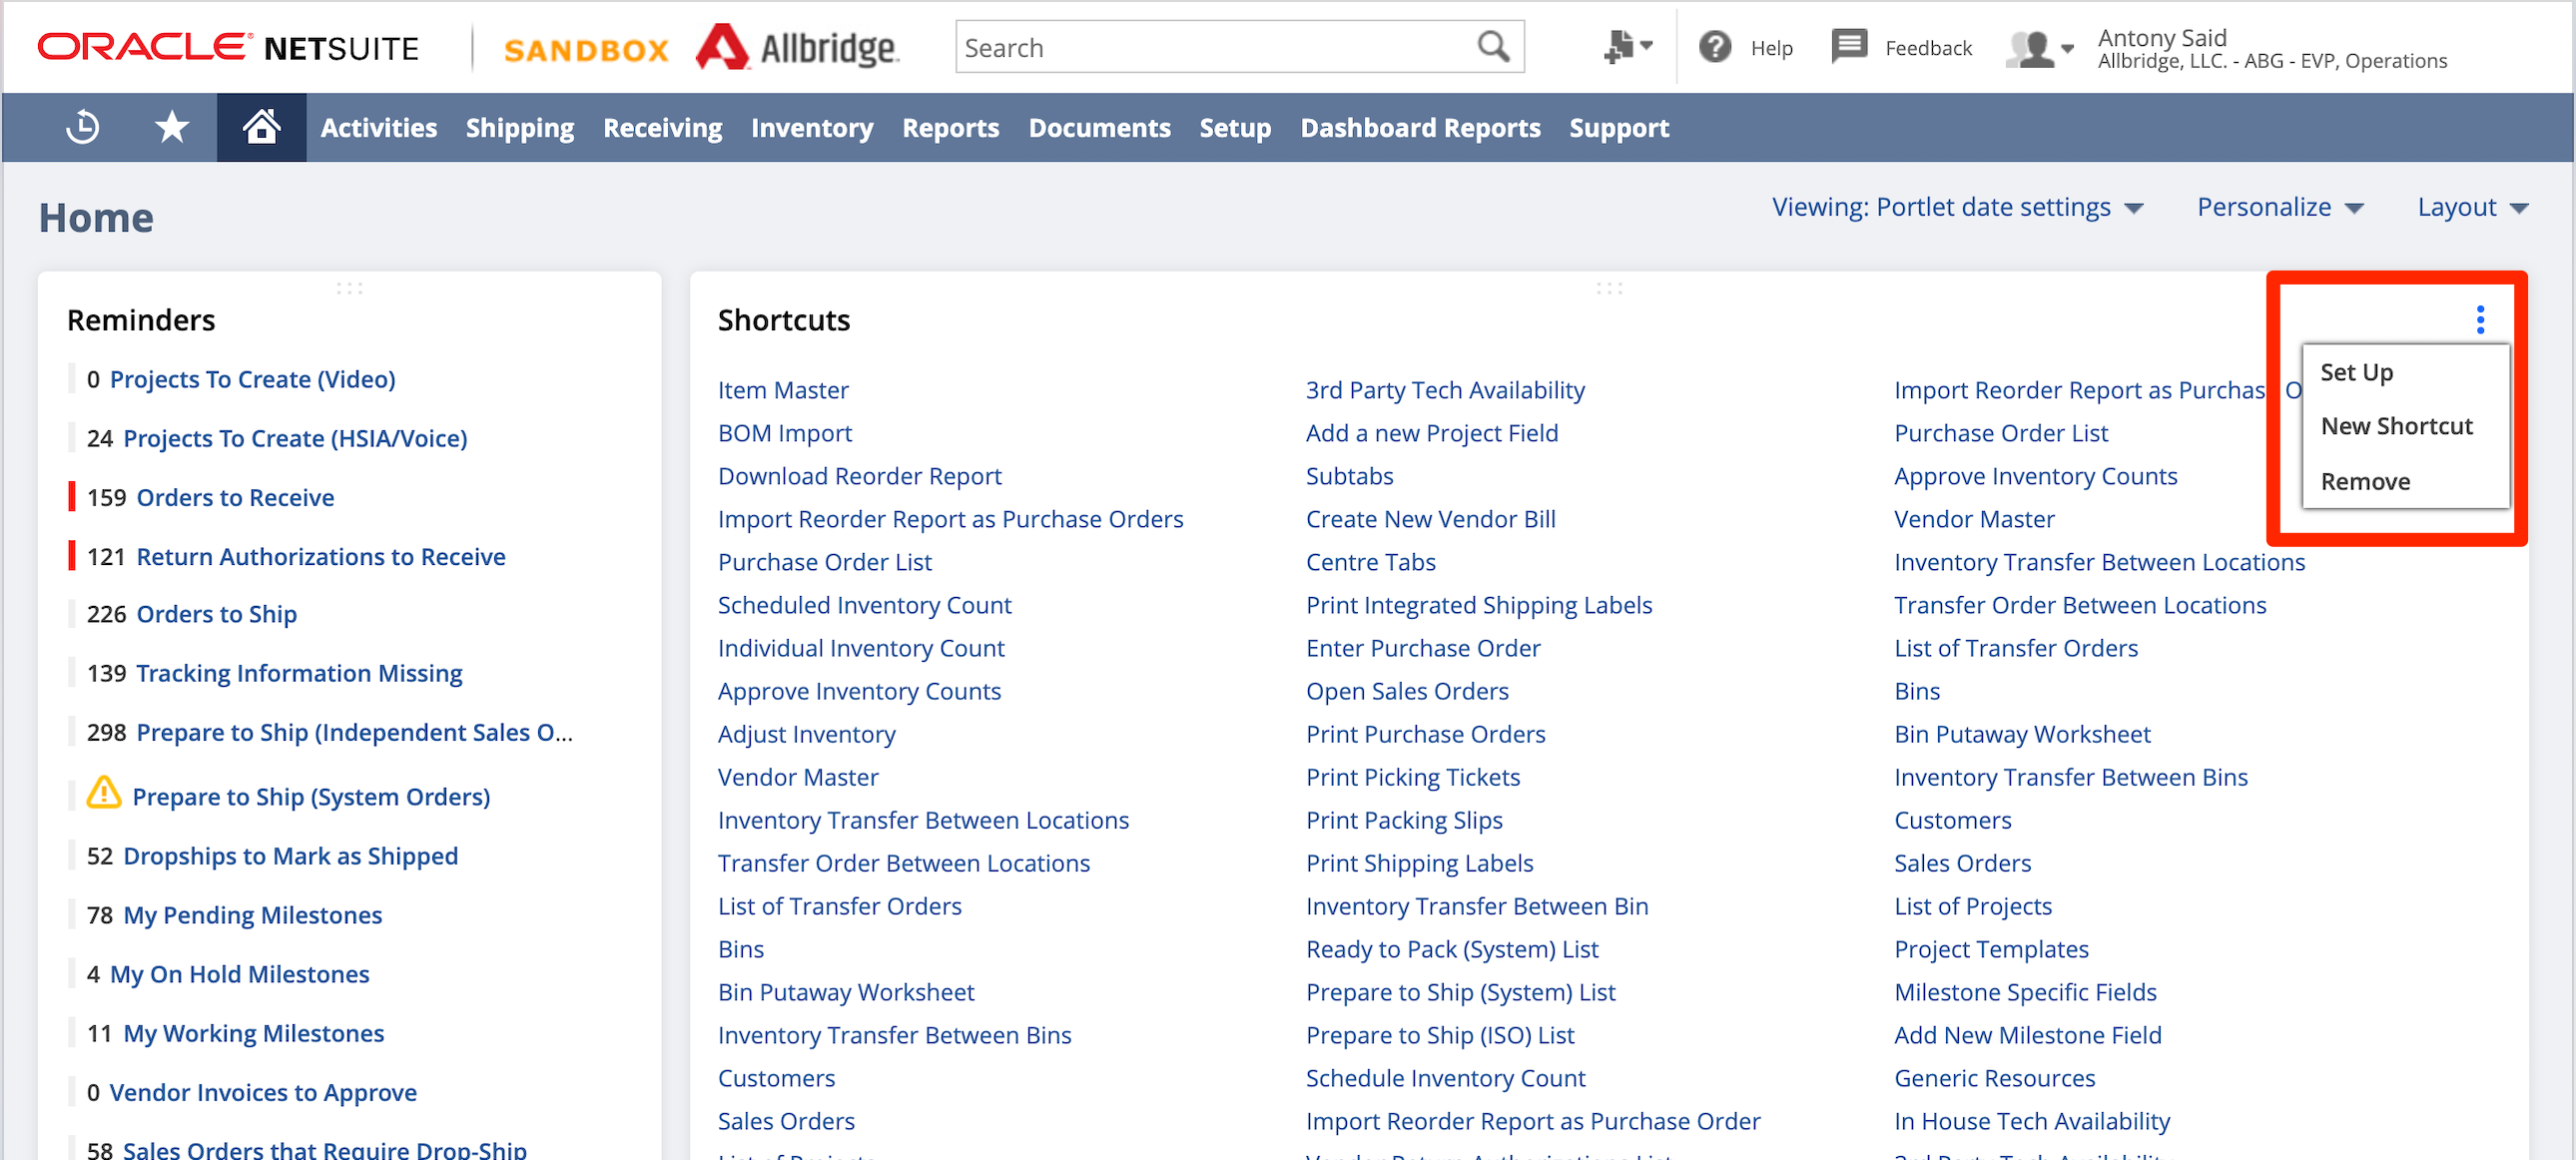 ORACLE NETSUITE
SANDBOX
Allbridge
Search
Help
Feedback
Antony Said
Allbridge, LLC. - ABG - EVP, Operations
Activities Shipping Receiving Inventory Reports Documents Setup Dashboard Reports Support
Home
Viewing: Portlet date settings
Personalize
Layout
Reminders
0 Projects To Create (Video)
24 Projects To Create (HSIA/Voice)
159 Orders to Receive
121 Return Authorizations to Receive
226 Orders to Ship
139 Tracking Information Missing
298 Prepare to Ship (Independent Sales O...
Prepare to Ship (System Orders)
52 Dropships to Mark as Shipped
78 My Pending Milestones
4 My On Hold Milestones
11 My Working Milestones
0 Vendor Invoices to Approve
58 Sales Orders that Require Drop-Ship
Shortcuts
Item Master
BOM Import
Download Reorder Report
Import Reorder Report as Purchase Orders
Purchase Order List
Scheduled Inventory Count
Individual Inventory Count
Approve Inventory Counts
Adjust Inventory
Vendor Master
Inventory Transfer Between Locations
Transfer Order Between Locations
List of Transfer Orders
Bins
Bin Putaway Worksheet
Inventory Transfer Between Bins
Customers
Sales Orders
List of Projects
3rd Party Tech Availability
Add a new Project Field
Subtabs
Create New Vendor Bill
Centre Tabs
Print Integrated Shipping Labels
Enter Purchase Order
Open Sales Orders
Print Purchase Orders
Print Picking Tickets
Print Packing Slips
Print Shipping Labels
Inventory Transfer Between Bin
Ready to Pack (System) List
Prepare to Ship (System) List
Prepare to Ship (ISO) List
Schedule Inventory Count
Import Reorder Report as Purchase Order
Vendor Return Authorizations List
Import Reorder Report as Purchas O
Purchase Order List
Approve Inventory Counts
Vendor Master
Inventory Transfer Between Locations
Transfer Order Between Locations
List of Transfer Orders
Bins
Bin Putaway Worksheet
Inventory Transfer Between Bins
Customers
Sales Orders
List of Projects
Project Templates
Milestone Specific Fields
Add New Milestone Field
Generic Resources
In House Tech Availability
3rd Party Tech Availability
Set Up
New Shortcut
Remove